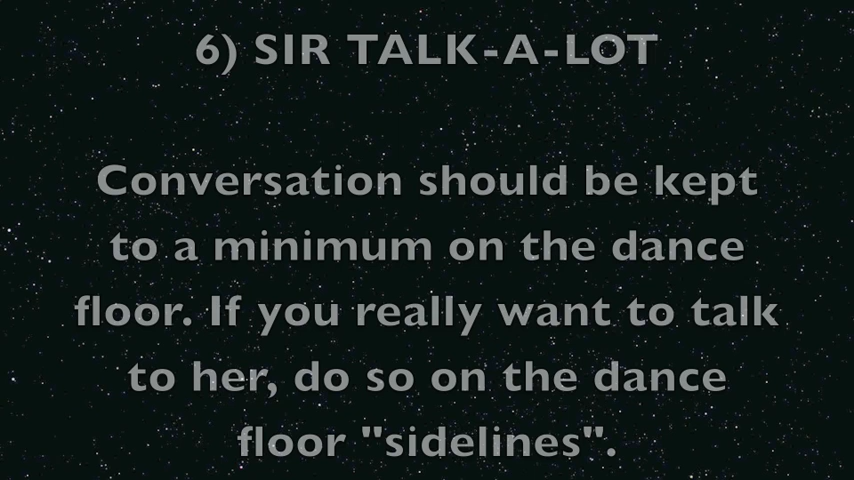 6) SIR TALK-A-LOT
Conversation should be kept
to a minimum on the dance
floor. If you really want to talk
to her, do so on the dance
floor "sidelines".